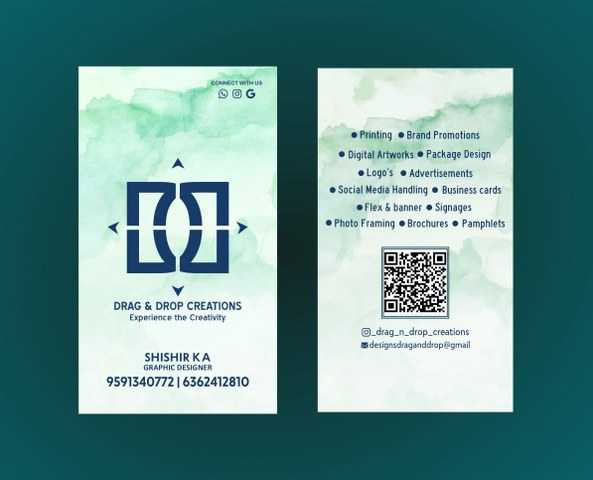 CONNECT WITH US
DRAG & DROP CREATIONS
Experience the Creativity
SHISHIR K A
GRAPHIC DESIGNER
9591340772 | 6362412810
● Printing ● Brand Promotions
● Digital Artworks ● Package Design
● Logo's ● Advertisements
● Social Media Handling ● Business cards
● Flex & banner ● Signages
● Photo Framing ● Brochures ● Pamphlets
_drag_n_drop_creations
designsdraganddrop@gmail